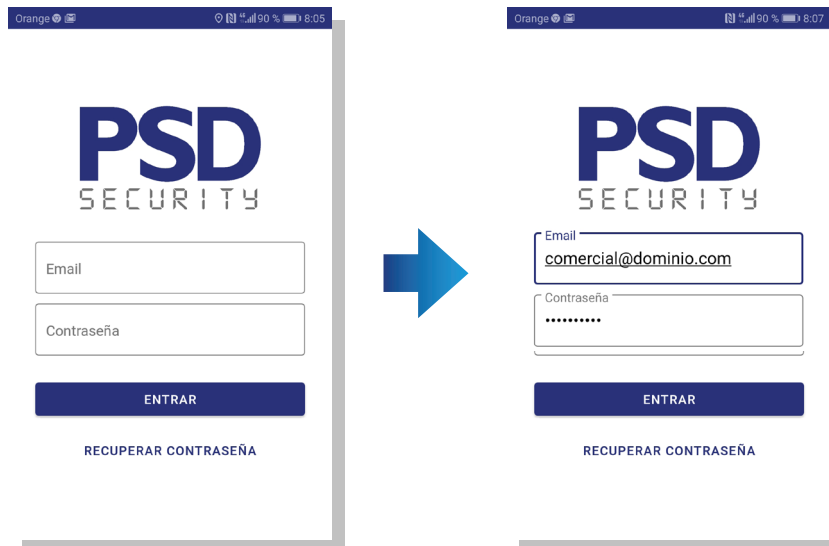 Orange 90 % 8:05
PSD
SECURITY
Email
Contraseña
ENTRAR
RECUPERAR CONTRASEÑA
Orange 90 % 8:07
PSD
SECURITY
Email
comercial@dominio.com
Contraseña
••••••••••
ENTRAR
RECUPERAR CONTRASEÑA